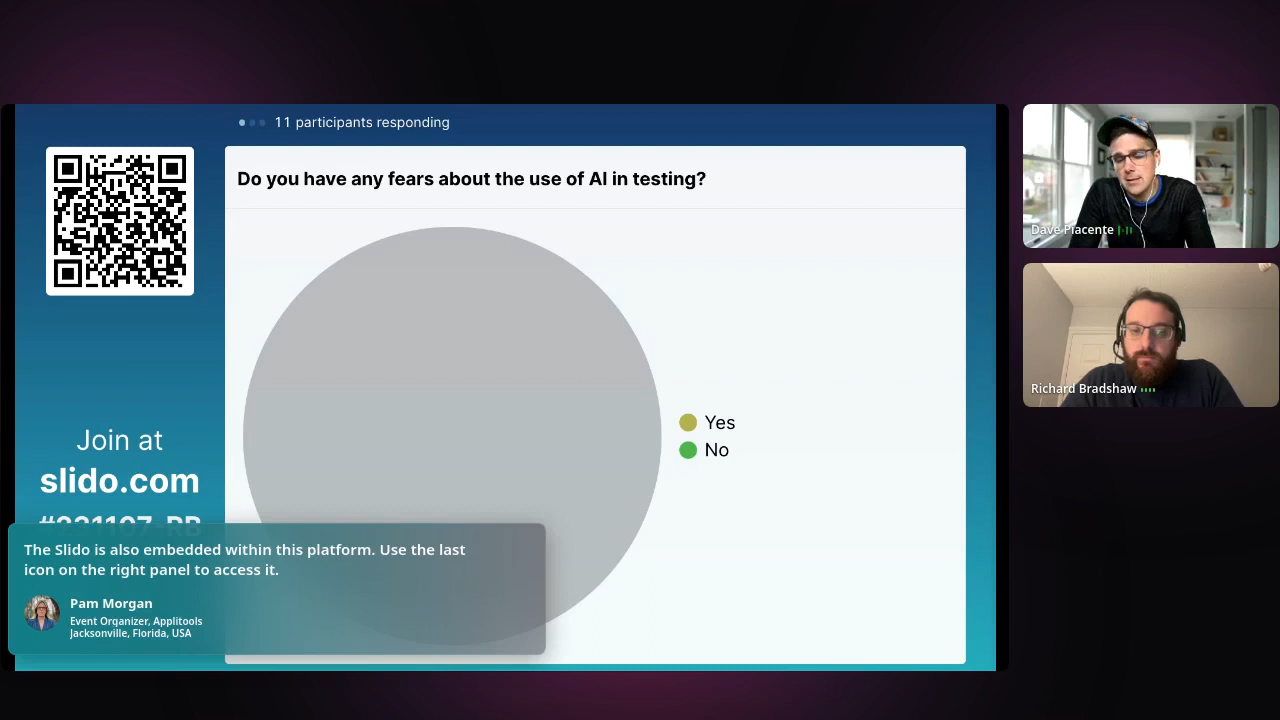 11 participants responding
Do you have any fears about the use of AI in testing?
Yes
No
Join at
slido.com
#231107-RB
The Slido is also embedded within this platform. Use the last
icon on the right panel to access it.
Pam Morgan
Event Organizer, Applitools
Jacksonville, Florida, USA
Dave Piacente
Richard Bradshaw